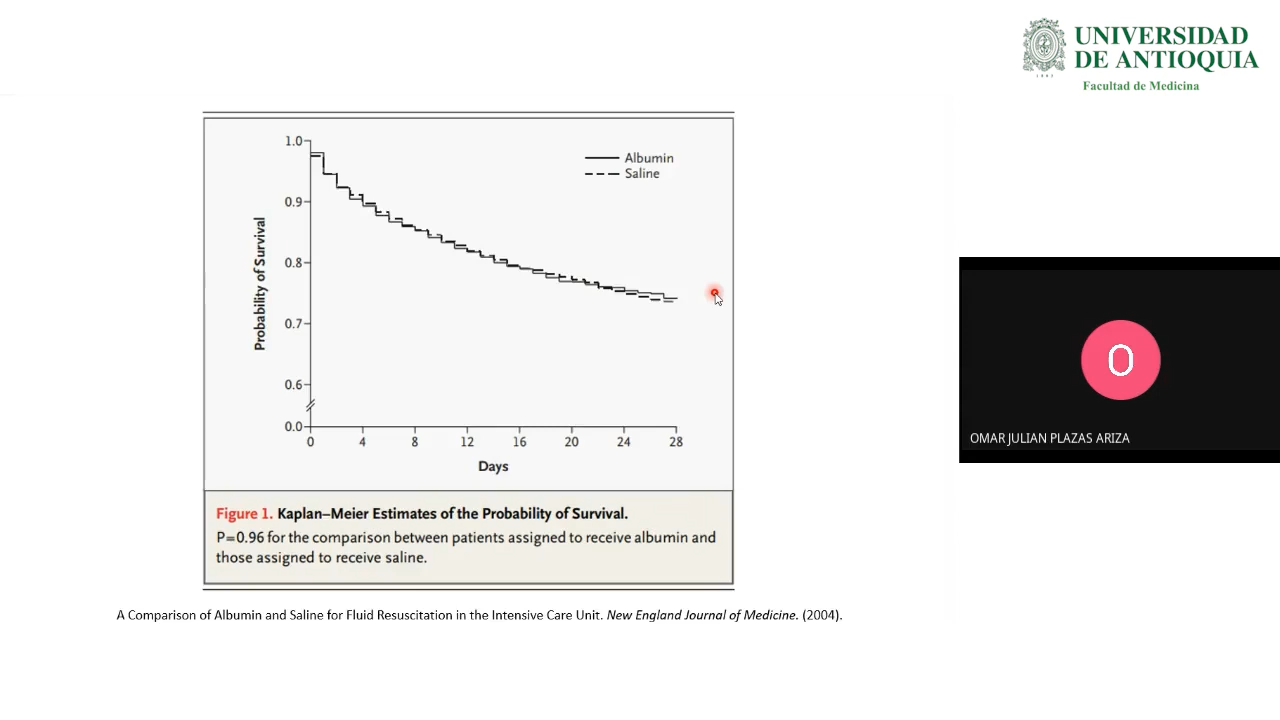 UNIVERSIDAD
DE ANTIOQUIA
1803
Facultad de Medicina
1.0
0.9
0.8
0.7
0.6
0.0
Probability of Survival
Albumin
Saline
0 4 8 12 16 20 24 28
Days
Figure 1. Kaplan–Meier Estimates of the Probability of Survival.
P=0.96 for the comparison between patients assigned to receive albumin and
those assigned to receive saline.
A Comparison of Albumin and Saline for Fluid Resuscitation in the Intensive Care Unit. New England Journal of Medicine. (2004).
O
OMAR JULIAN PLAZAS ARIZA